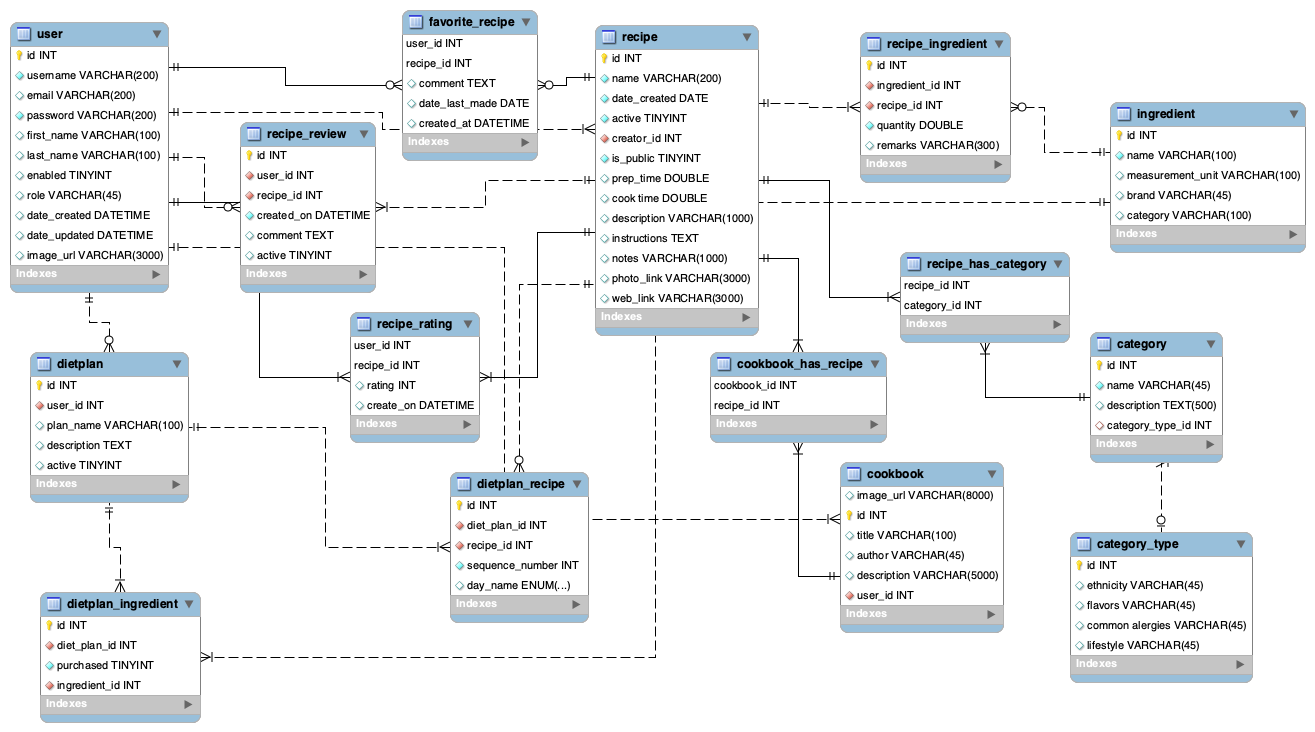 user
id INT
username VARCHAR(200)
email VARCHAR(200)
password VARCHAR(200)
first_name VARCHAR(100)
last_name VARCHAR(100)
enabled TINYINT
role VARCHAR(45)
date_created DATETIME
date_updated DATETIME
image_url VARCHAR(3000)
Indexes
favorite_recipe
user_id INT
recipe_id INT
comment TEXT
date_last_made DATE
created_at DATETIME
Indexes
recipe
id INT
name VARCHAR(200)
date_created DATE
active TINYINT
creator_id INT
is_public TINYINT
prep_time DOUBLE
cook time DOUBLE
description VARCHAR(1000)
instructions TEXT
notes VARCHAR(1000)
photo_link VARCHAR(3000)
web_link VARCHAR(3000)
Indexes
recipe_ingredient
id INT
ingredient_id INT
recipe_id INT
quantity DOUBLE
remarks VARCHAR(300)
Indexes
ingredient
id INT
name VARCHAR(100)
measurement_unit VARCHAR(100)
brand VARCHAR(45)
category VARCHAR(100)
Indexes
recipe_review
id INT
user_id INT
recipe_id INT
created_on DATETIME
comment TEXT
active TINYINT
Indexes
recipe_has_category
recipe_id INT
category_id INT
Indexes
recipe_rating
user_id INT
recipe_id INT
rating INT
create_on DATETIME
Indexes
dietplan
id INT
user_id INT
plan_name VARCHAR(100)
description TEXT
active TINYINT
Indexes
cookbook_has_recipe
cookbook_id INT
recipe_id INT
Indexes
category
id INT
name VARCHAR(45)
description TEXT(500)
category_type_id INT
Indexes
dietplan_recipe
id INT
diet_plan_id INT
recipe_id INT
sequence_number INT
day_name ENUM(...)
Indexes
cookbook
image_url VARCHAR(8000)
id INT
title VARCHAR(100)
author VARCHAR(45)
description VARCHAR(5000)
user_id INT
Indexes
category_type
id INT
ethnicity VARCHAR(45)
flavors VARCHAR(45)
common alergies VARCHAR(45)
lifestyle VARCHAR(45)
Indexes
dietplan_ingredient
id INT
diet_plan_id INT
purchased TINYINT
ingredient_id INT
Indexes